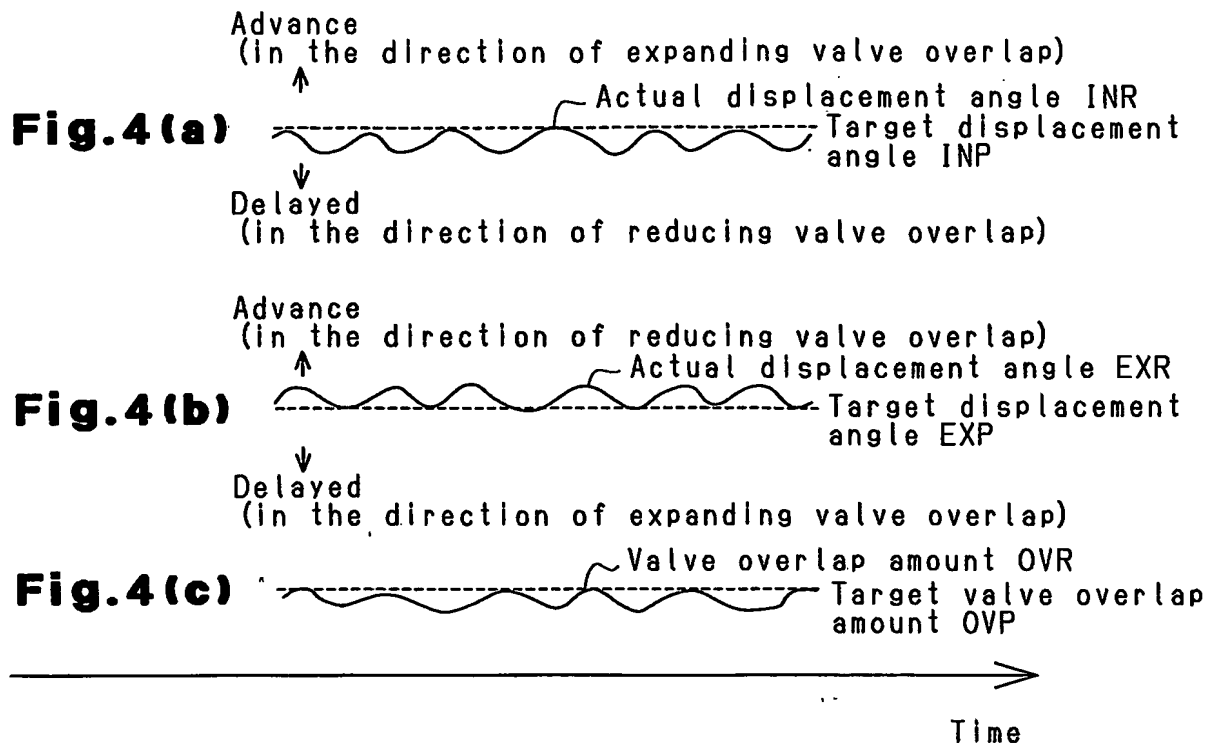 Advance
(in the direction of expanding valve overlap)
Actual displacement angle INR
Fig.4(a)
Target displacement
angle INP
Delayed
(in the direction of reducing valve overlap)
Advance
(in the direction of reducing valve overlap)
Actual displacement angle EXR
Fig.4(b)
Target displacement
angle EXP
Delayed
(in the direction of expanding valve overlap)
Valve overlap amount OVR
Fig.4(c)
Target valve overlap
amount OVP
Time